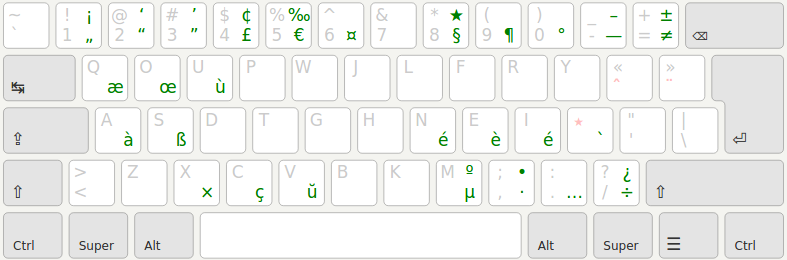 ~ ! ¡ @ ‘ # ’ $ ¢ % ‰ ^ & * ★ ( ) _ – + ±
` 1 „ 2 “ 3 ” 4 £ 5 € 6 ¤ 7 8 § 9 ¶ 0 ° - — = ≠ ⌫
Q O U P W J L F R Y « »
↹ æ œ ù ^ ¨
A S D T G H N E I * " |
⇪ à ß é è é ` ' \ ⏎
> Z X C V B K M º ; • : ? ¿
⇧ < × ç ŭ µ , · . … / ÷ ⇧
Ctrl Super Alt Alt Super ☰ Ctrl